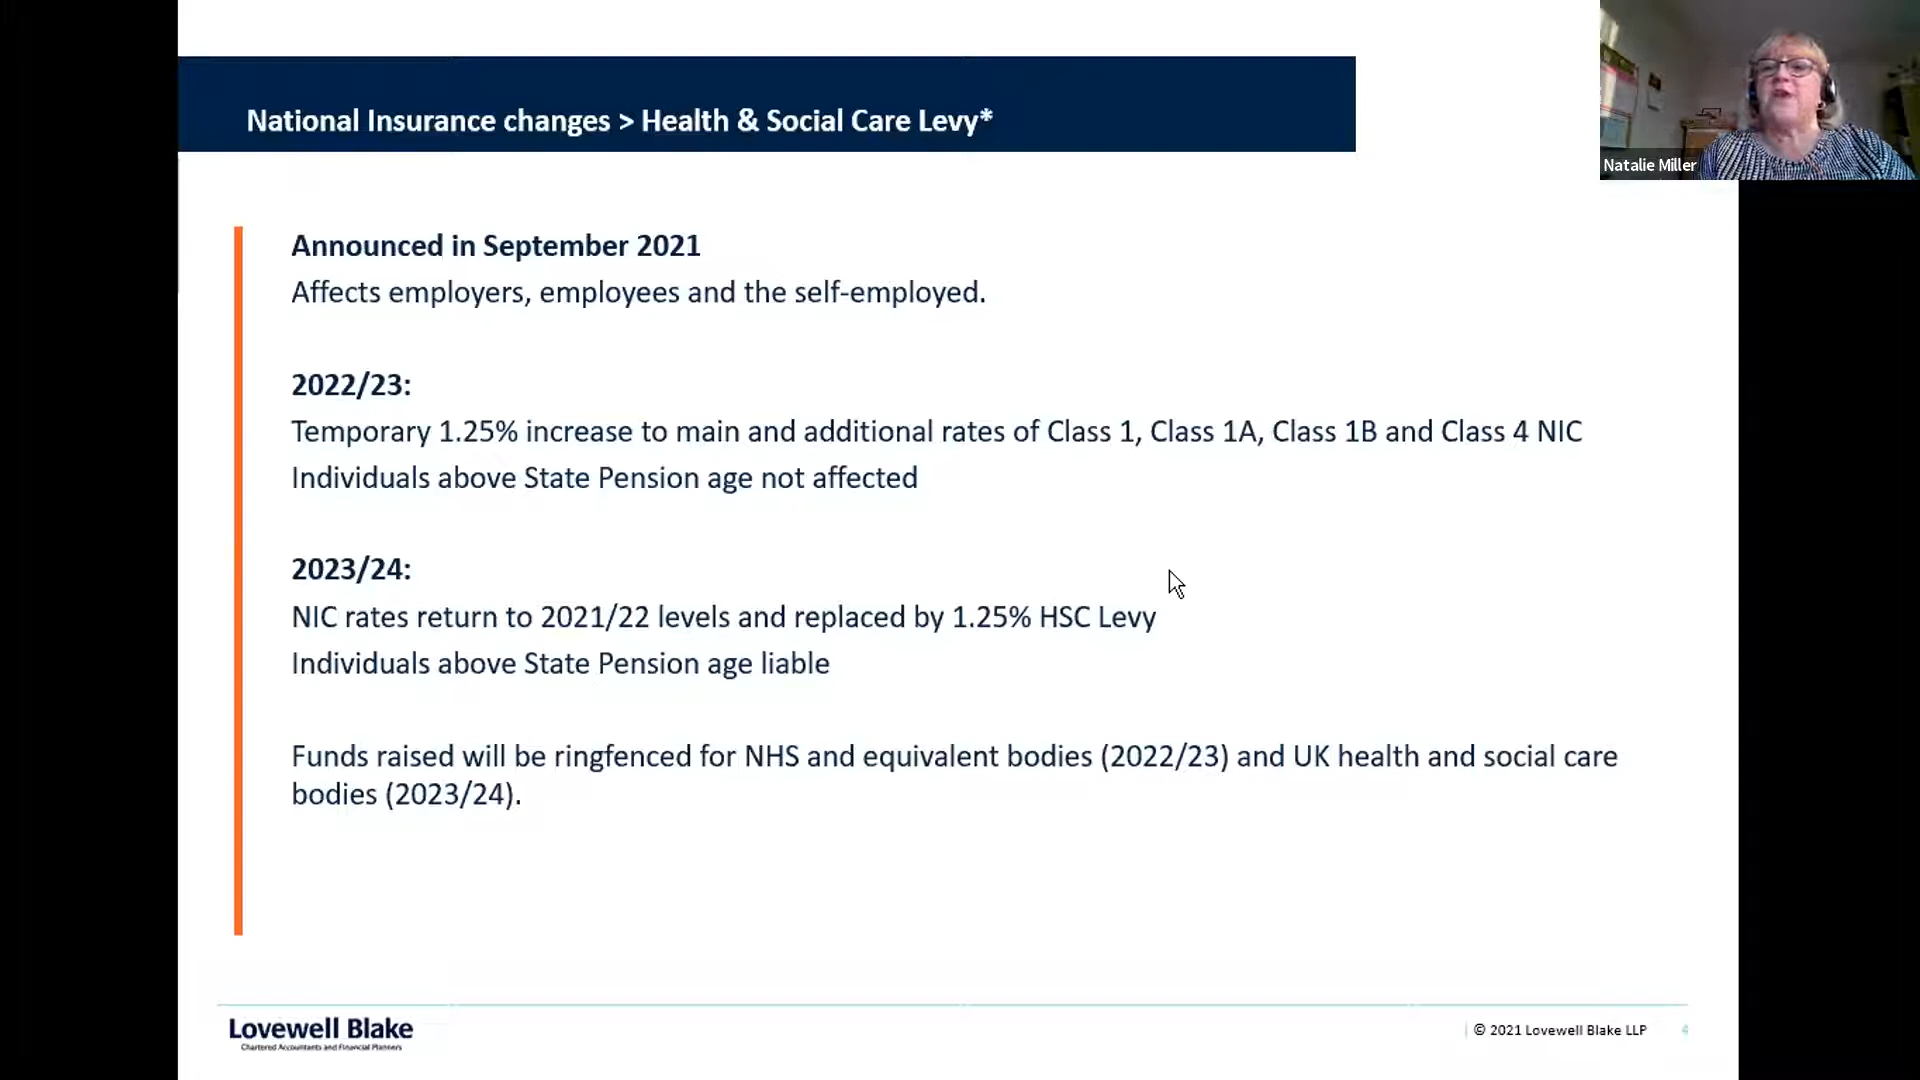 National Insurance changes > Health & Social Care Levy*
Natalie Miller
Announced in September 2021
Affects employers, employees and the self-employed.
2022/23:
Temporary 1.25% increase to main and additional rates of Class 1, Class 1A, Class 1B and Class 4 NIC
Individuals above State Pension age not affected
2023/24:
NIC rates return to 2021/22 levels and replaced by 1.25% HSC Levy
Individuals above State Pension age liable
Funds raised will be ringfenced for NHS and equivalent bodies (2022/23) and UK health and social care
bodies (2023/24).
Lovewell Blake
Chartered Accountants and Financial Planners
© 2021 Lovewell Blake LLP 4